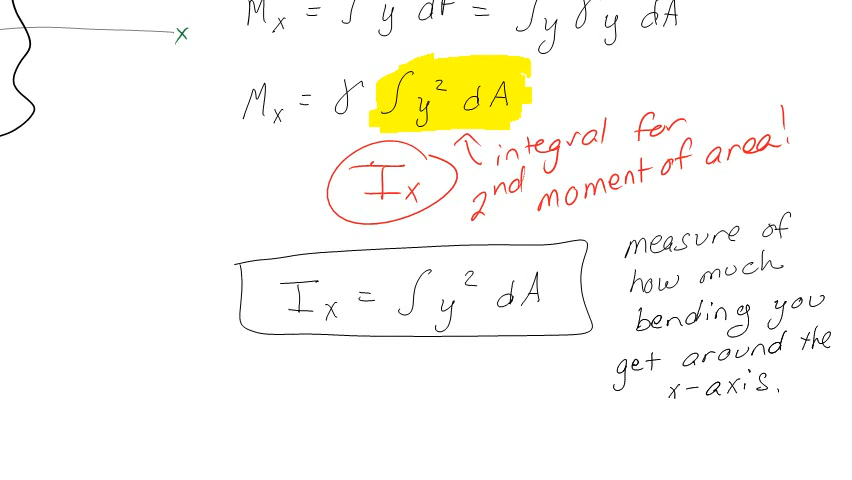 x
Mx = ∫ y dF = ∫ y γ y dA
Mx = γ ∫ y² dA
↑ integral for
2nd moment of area!
Ix
Ix = ∫ y² dA
measure of
how much
bending you
get around the
x-axis.